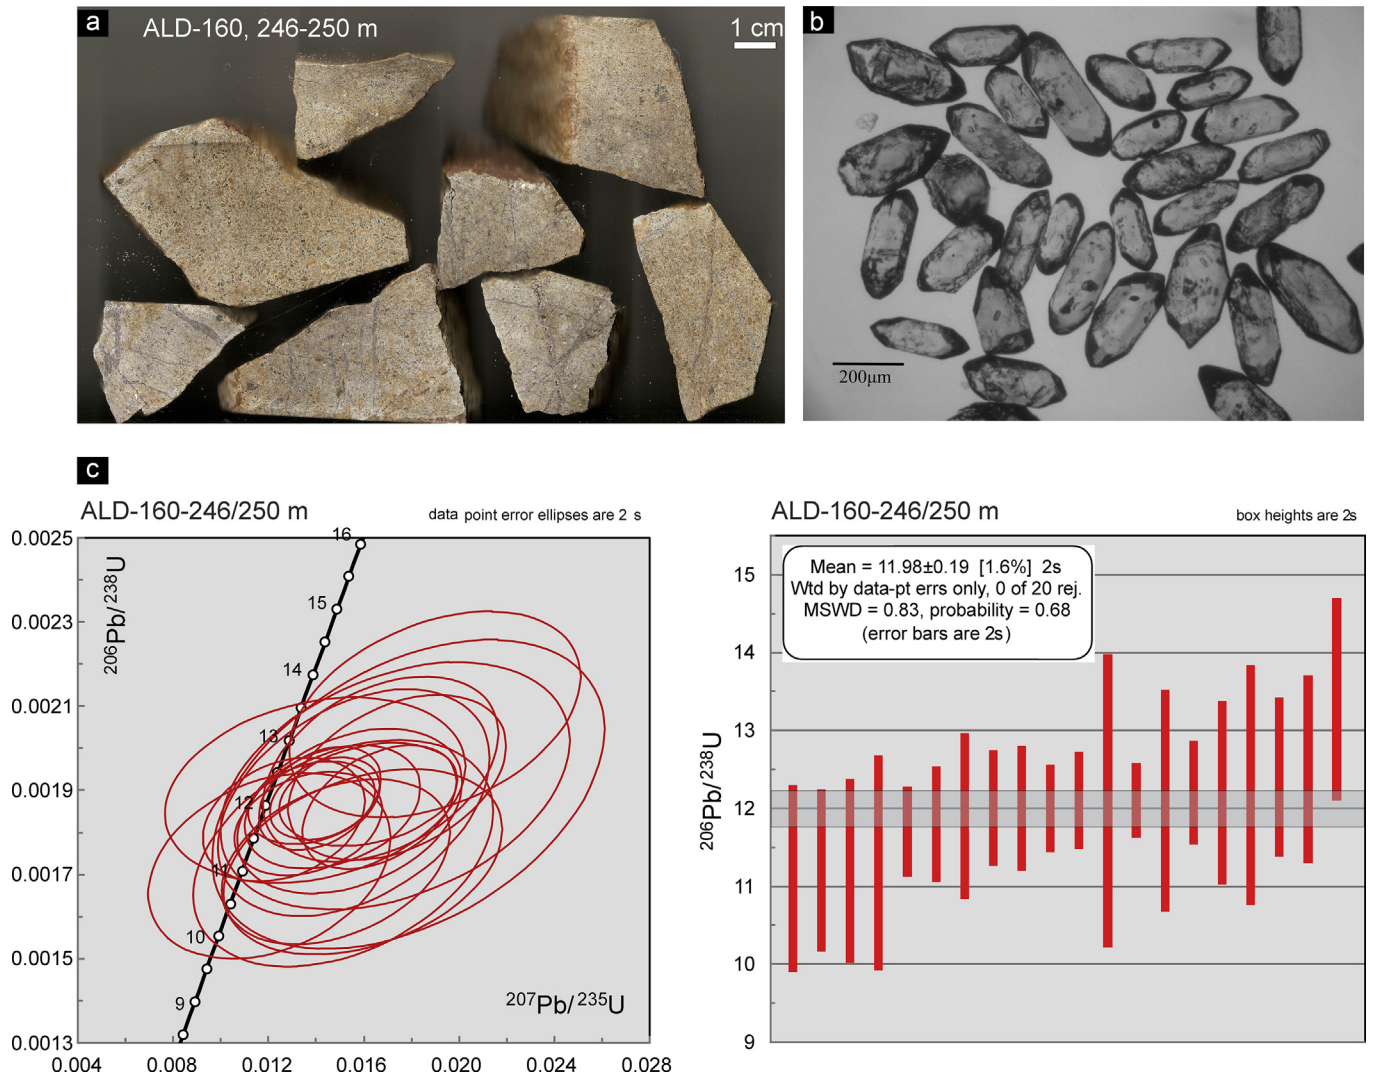 a
ALD-160, 246-250 m
1 cm
b
200μm
c
ALD-160-246/250 m
data point error ellipses are 2 s
0.0025
0.0023
0.0021
0.0019
0.0017
0.0015
0.0013
206Pb/238U
16
15
14
13
12
11
10
9
207Pb/235U
0.004
0.008
0.012
0.016
0.020
0.024
0.028
ALD-160-246/250 m
box heights are 2s
Mean = 11.98±0.19 [1.6%] 2s
Wtd by data-pt errs only, 0 of 20 rej.
MSWD = 0.83, probability = 0.68
(error bars are 2s)
206Pb/238U
15
14
13
12
11
10
9